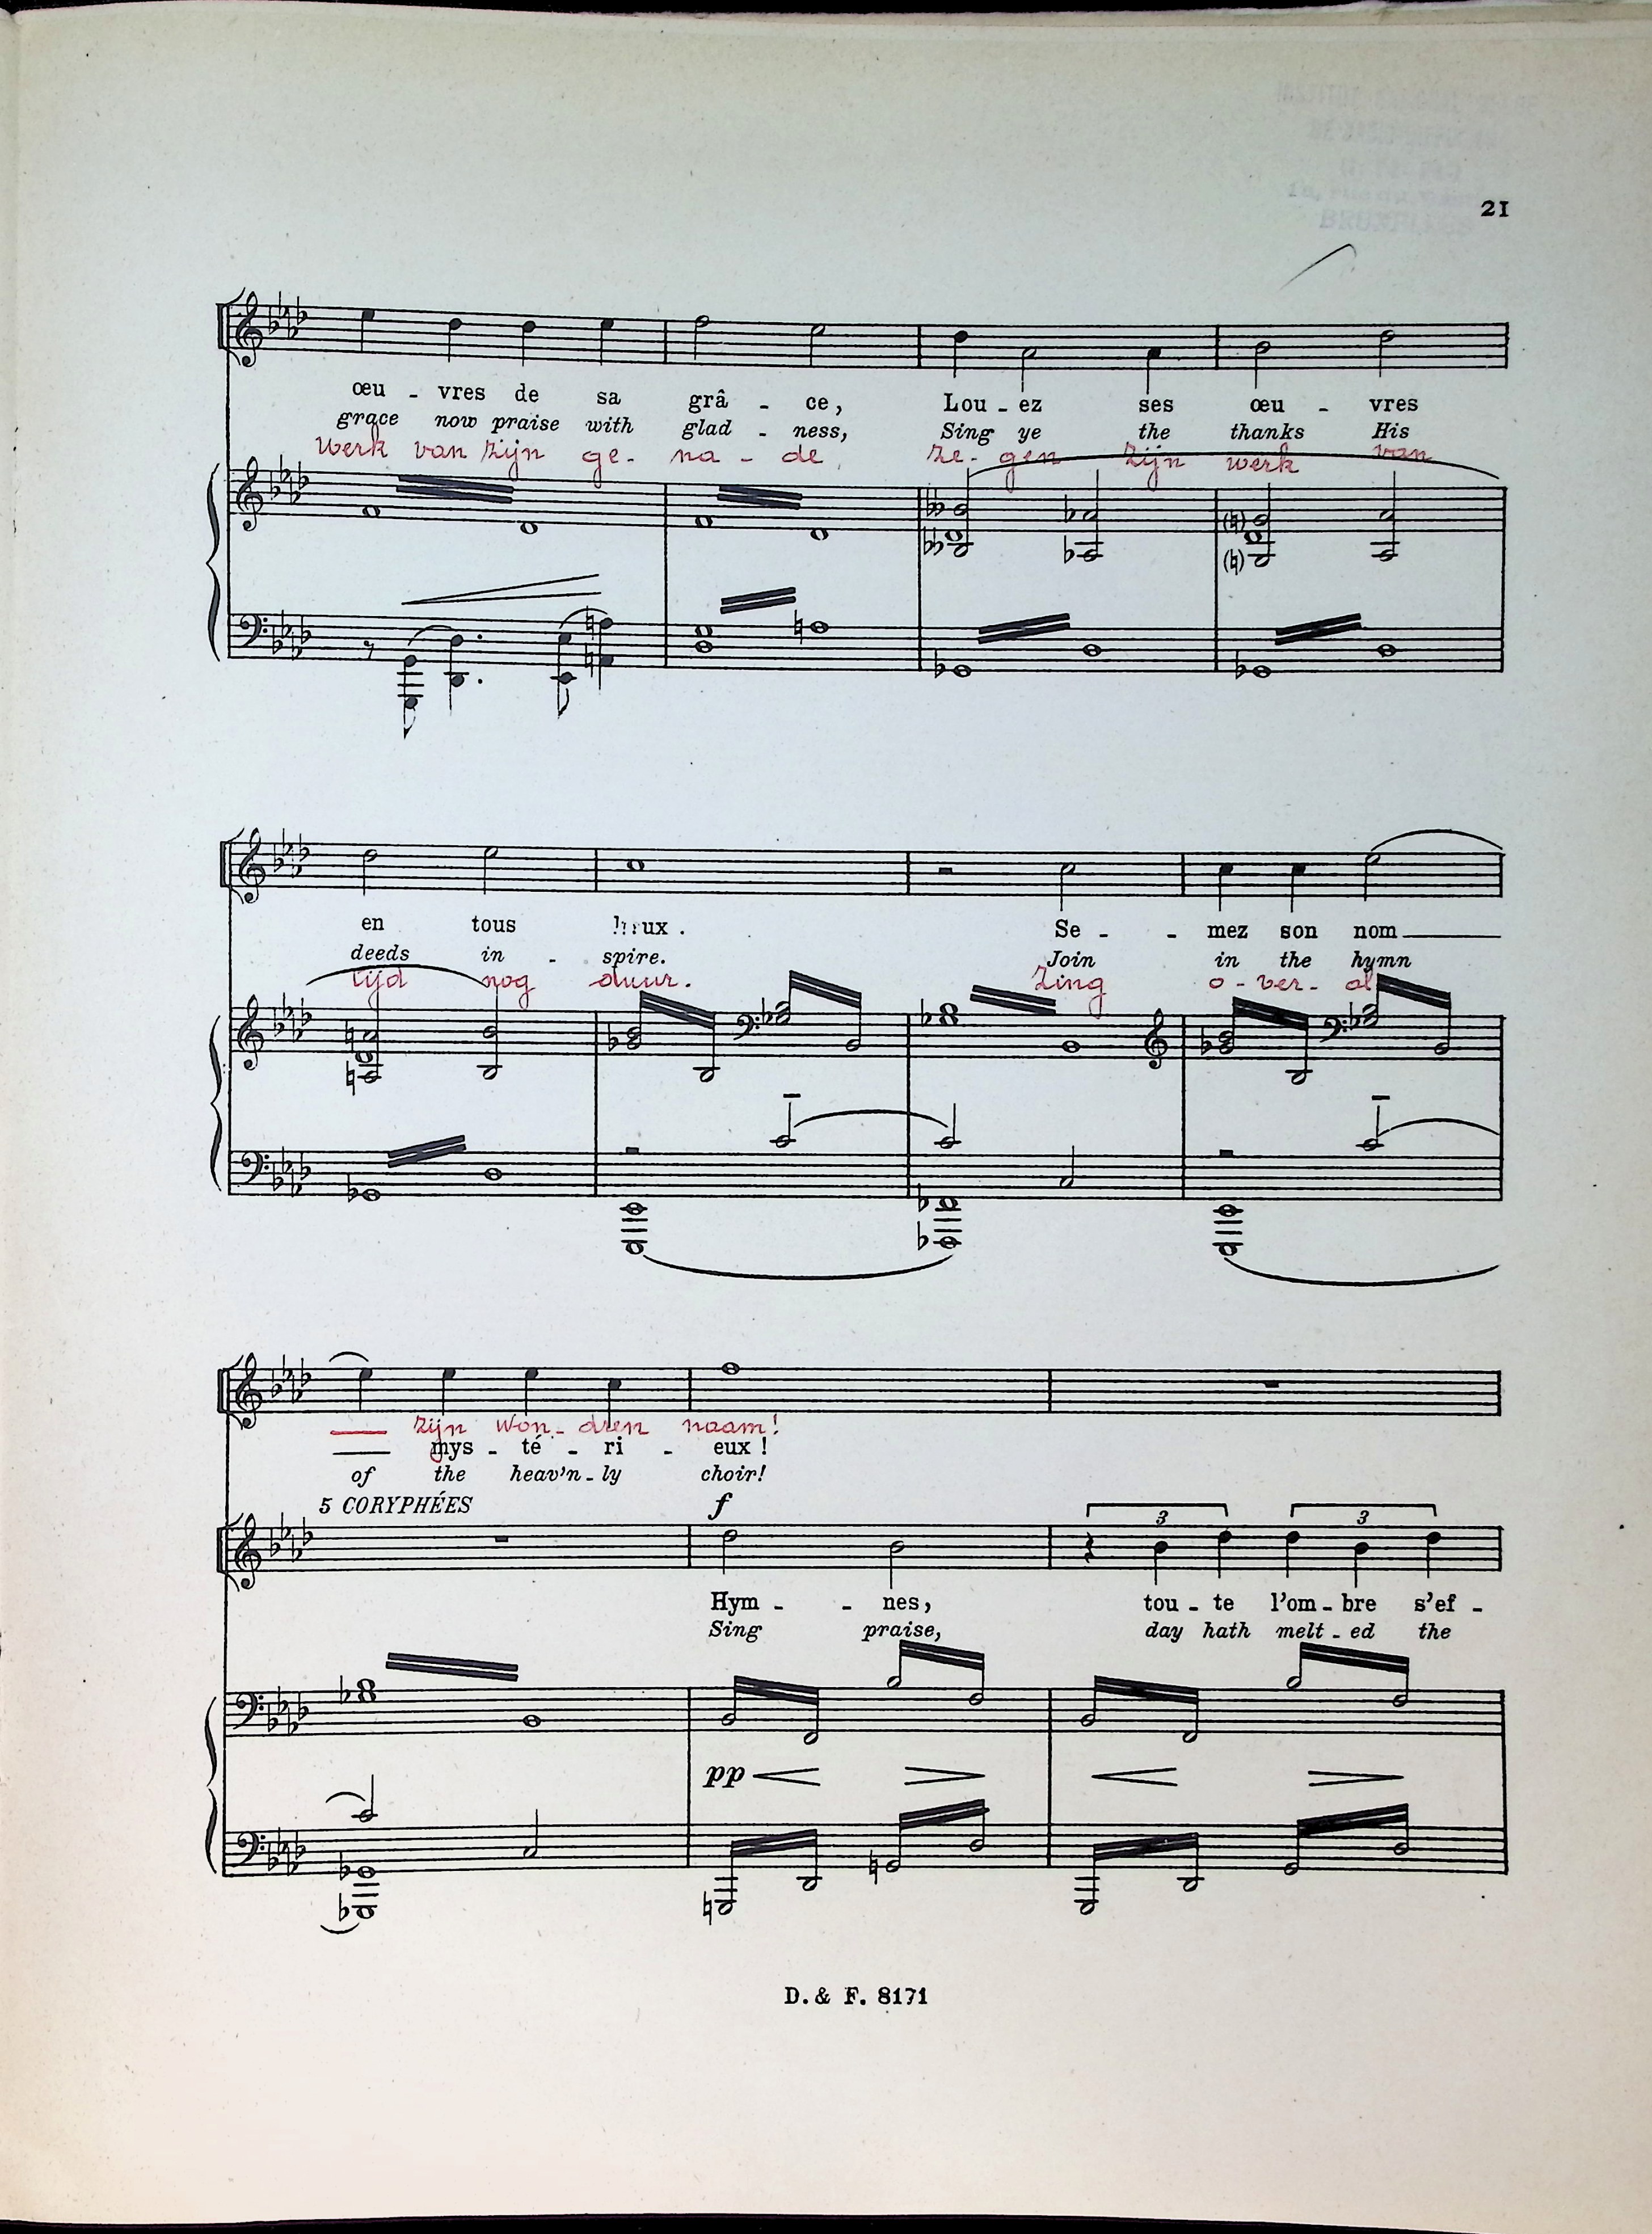 21
œu - vres de sa grâ - ce, Lou - ez ses œu - vres
grace now praise with glad - ness, Sing ye the thanks His
werk van zijn ge - na - de, ze - gen zijn werk van
en tous lieux.
Se - - mez son nom
deeds in - spire. Join in the hymn
tijd nog duur. Zing o - ver - al
zijn won - dren naam!
mys - té - ri - eux!
of the heav'n - ly choir!
5 CORYPHÉES f
3 3
Hym - - nes, tou - te l'om - bre s'ef -
Sing praise, day hath melt - ed the
pp
D. & F. 8171